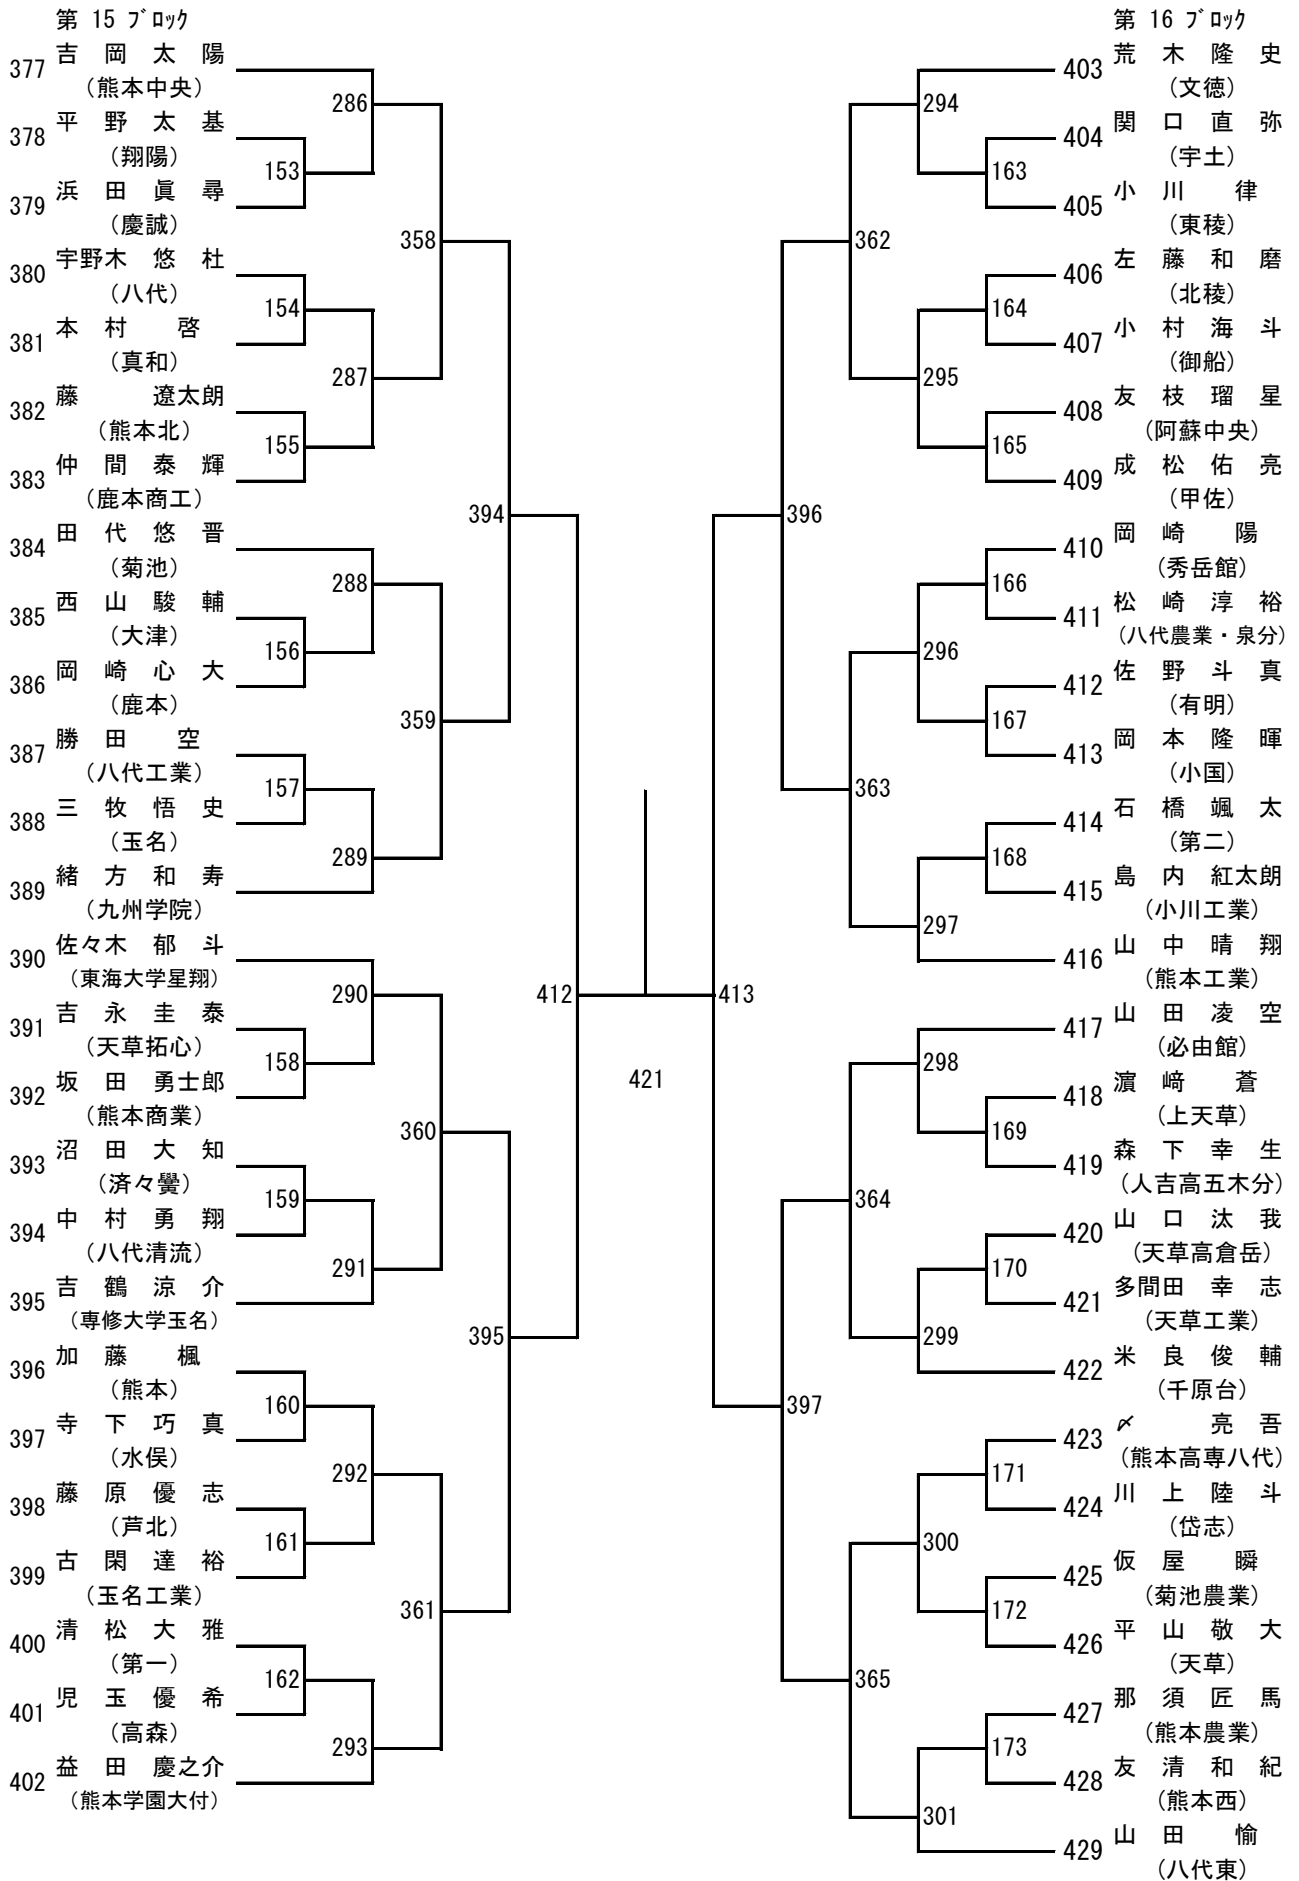 第 15 ブロック
377 吉 岡 太 陽
(熊本中央)
286
378 平 野 太 基
(翔陽)
153
379 浜 田 眞 尋
(慶誠)
358
380 宇野木 悠 杜
(八代)
154
381 本 村 啓
(真和)
287
382 藤 遼太朗
(熊本北)
155
383 仲 間 泰 輝
(鹿本商工)
394
384 田 代 悠 晋
(菊池)
288
385 西 山 駿 輔
(大津)
156
386 岡 崎 心 大
(鹿本)
359
387 勝 田 空
(八代工業)
157
388 三 牧 悟 史
(玉名)
289
389 緒 方 和 寿
(九州学院)
390 佐々木 郁 斗
(東海大学星翔)
290
412
391 吉 永 圭 泰
(天草拓心)
158
392 坂 田 勇士郎
(熊本商業)
360
393 沼 田 大 知
(済々黌)
159
394 中 村 勇 翔
(八代清流)
291
395 吉 鶴 涼 介
(専修大学玉名)
395
396 加 藤 楓
(熊本)
160
397 寺 下 巧 真
(水俣)
292
398 藤 原 優 志
(芦北)
161
399 古 閑 達 裕
(玉名工業)
361
400 清 松 大 雅
(第一)
162
401 児 玉 優 希
(高森)
293
402 益 田 慶之介
(熊本学園大付)
421
第 16 ブロック
403 荒 木 隆 史
(文徳)
294
404 関 口 直 弥
(宇土)
163
405 小 川 律
(東稜)
362
406 左 藤 和 磨
(北稜)
164
407 小 村 海 斗
(御船)
295
408 友 枝 瑠 星
(阿蘇中央)
165
409 成 松 佑 亮
(甲佐)
396
410 岡 崎 陽
(秀岳館)
166
411 松 崎 淳 裕
(八代農業・泉分)
296
412 佐 野 斗 真
(有明)
167
413 岡 本 隆 暉
(小国)
363
414 石 橋 颯 太
(第二)
168
415 島 内 紅太朗
(小川工業)
297
416 山 中 晴 翔
(熊本工業)
413
417 山 田 凌 空
(必由館)
298
418 濵 﨑 蒼
(上天草)
169
419 森 下 幸 生
(人吉高五木分)
364
420 山 口 汰 我
(天草高倉岳)
170
421 多間田 幸 志
(天草工業)
299
422 米 良 俊 輔
(千原台)
397
423 〆 亮 吾
(熊本高専八代)
171
424 川 上 陸 斗
(岱志)
300
425 仮 屋 瞬
(菊池農業)
172
426 平 山 敬 大
(天草)
365
427 那 須 匠 馬
(熊本農業)
173
428 友 清 和 紀
(熊本西)
301
429 山 田 愉
(八代東)